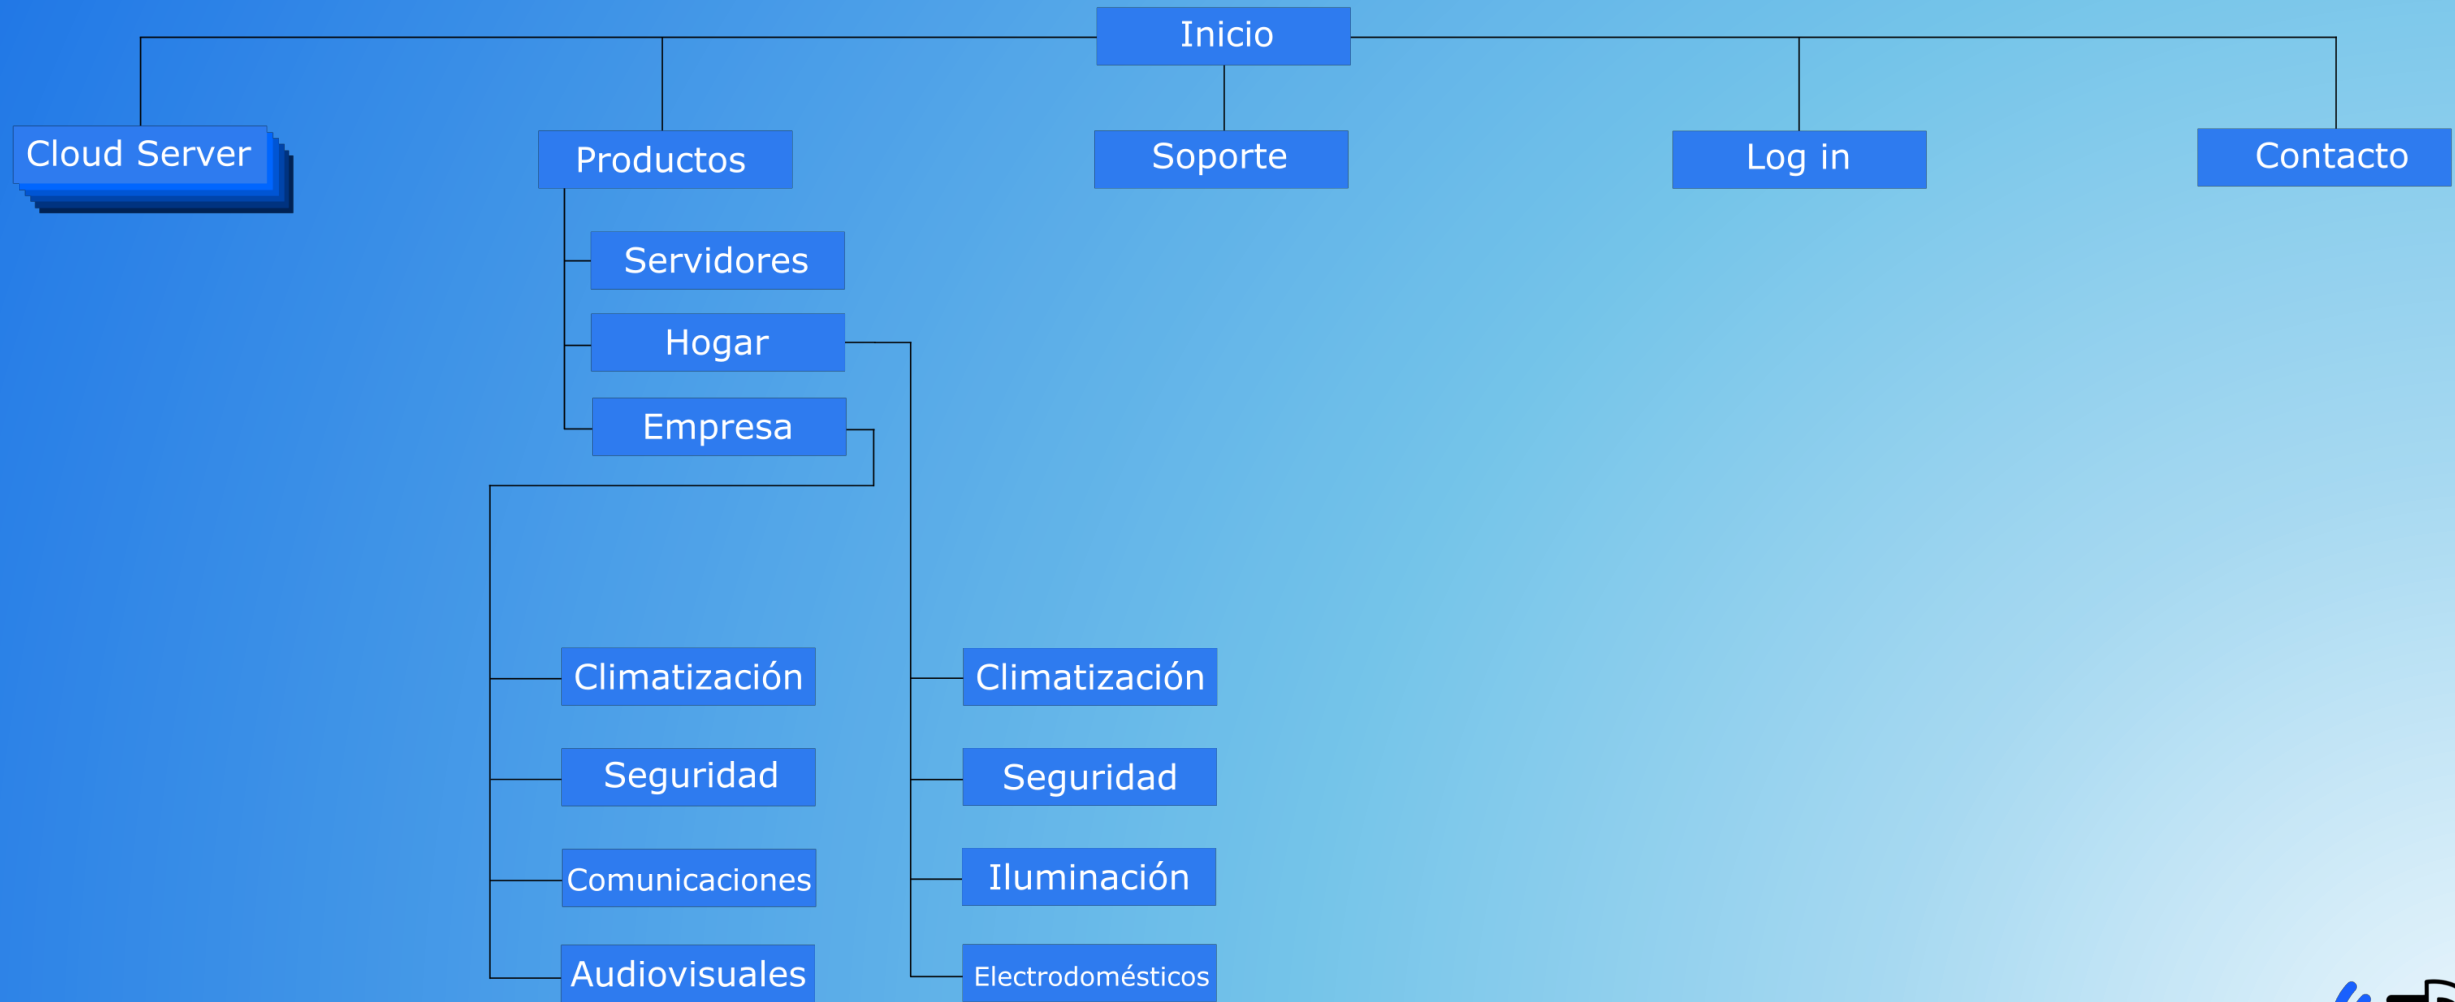 Inicio
Cloud Server
Productos
Soporte
Log in
Contacto
Servidores
Hogar
Empresa
Climatización
Climatización
Seguridad
Seguridad
Comunicaciones
Iluminación
Audiovisuales
Electrodomésticos